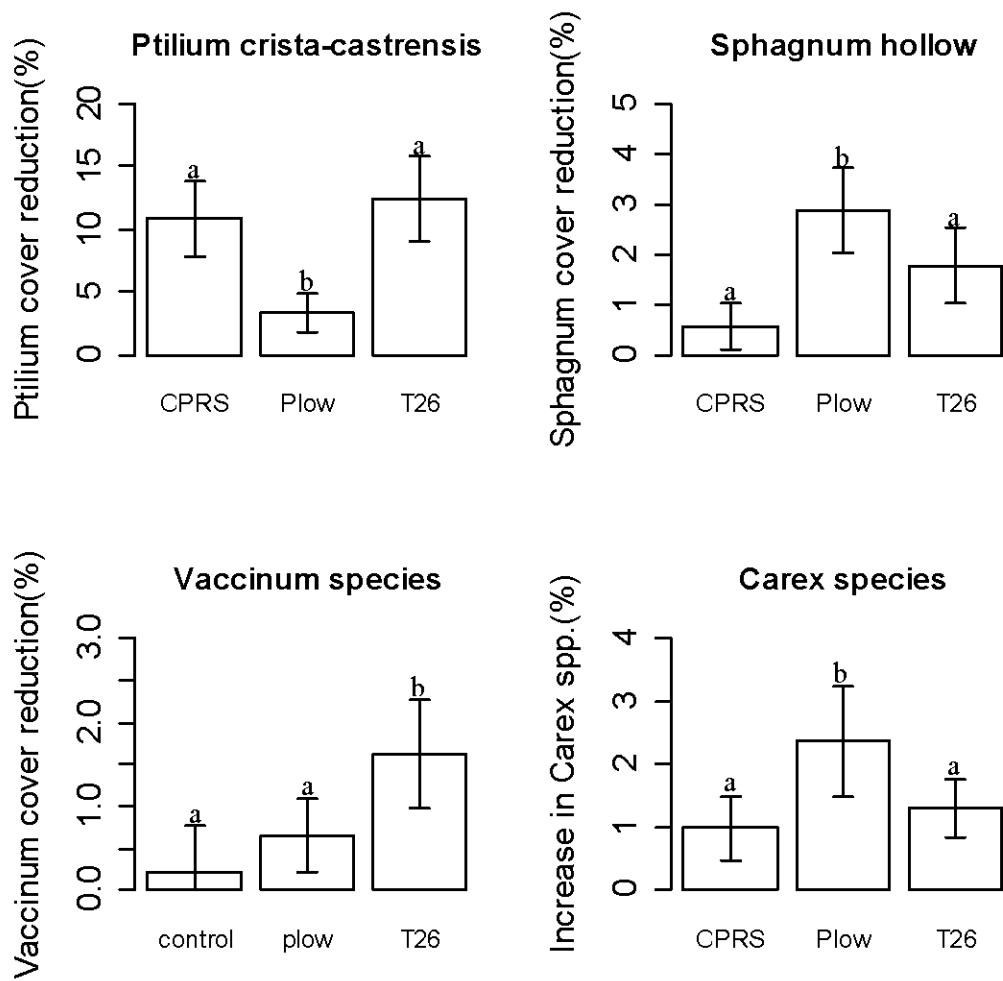 Ptilium crista-castrensis
Ptilium cover reduction(%)
20
15
10
5
0
a
b
a
CPRS Plow T26
Sphagnum hollow
Sphagnum cover reduction(%)
5
4
3
2
1
0
a
b
a
CPRS Plow T26
Vaccinum species
Vaccinum cover reduction(%)
3.0
2.0
1.0
0.0
a
a
b
control plow T26
Carex species
Increase in Carex spp.(%)
4
3
2
1
0
a
b
a
CPRS Plow T26